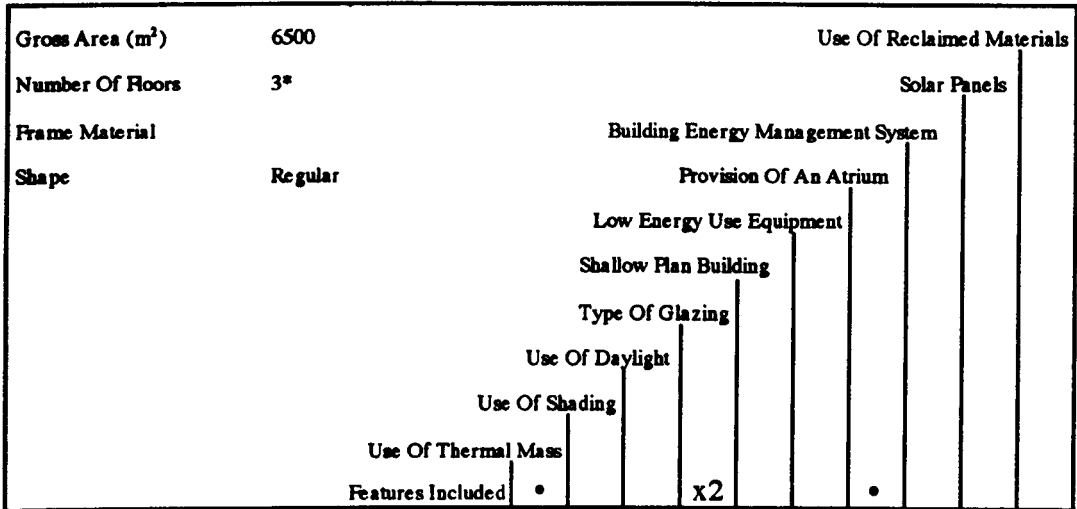 Gross Area (m²) 6500 Use Of Reclaimed Materials
Number Of Floors 3* Solar Panels
Frame Material Building Energy Management System
Shape Regular Provision Of An Atrium
Low Energy Use Equipment
Shallow Plan Building
Type Of Glazing
Use Of Daylight
Use Of Shading
Use Of Thermal Mass
Features Included • x2 •